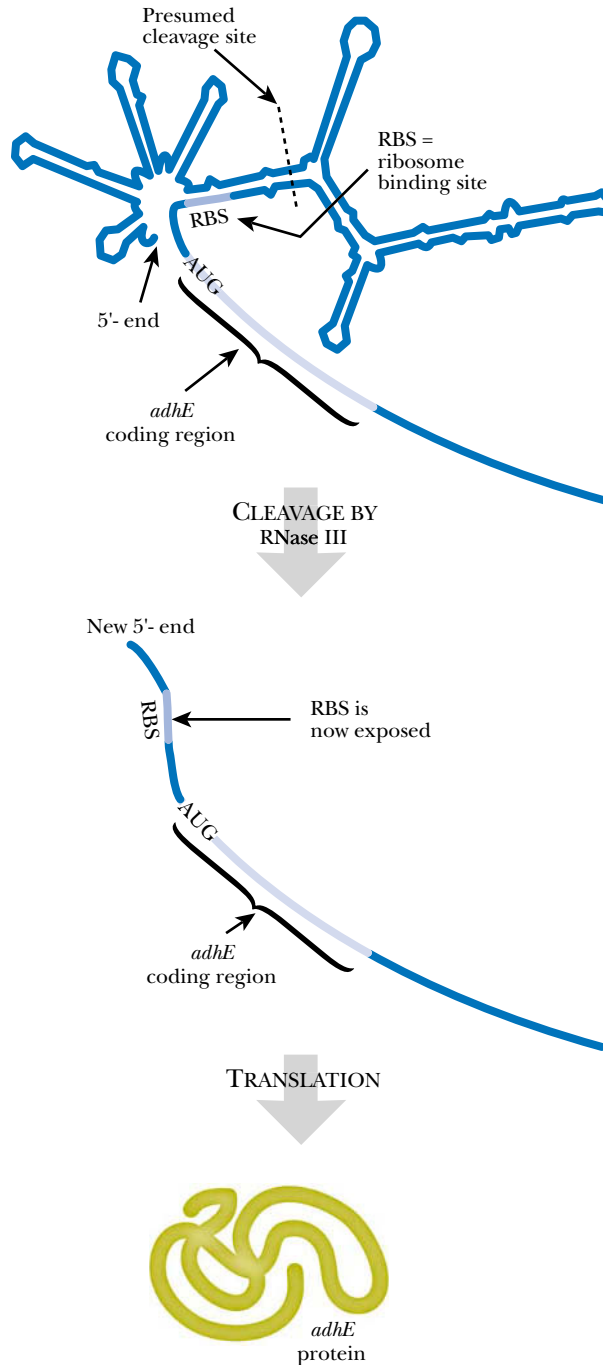 Presumed
cleavage site
RBS =
ribosome
binding site
RBS
AUG
5'- end
adhE
coding region
CLEAVAGE BY
RNase III
New 5'- end
RBS
RBS is
now exposed
AUG
adhE
coding region
TRANSLATION
adhE
protein